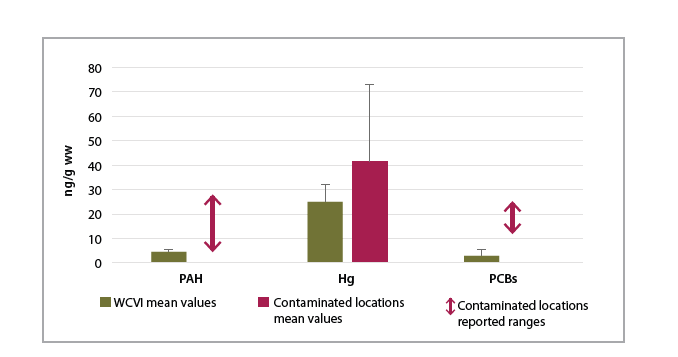 80
70
60
50
40
30
20
10
0
ng/g ww
PAH
Hg
PCBs
WCVI mean values
Contaminated locations
mean values
Contaminated locations
reported ranges